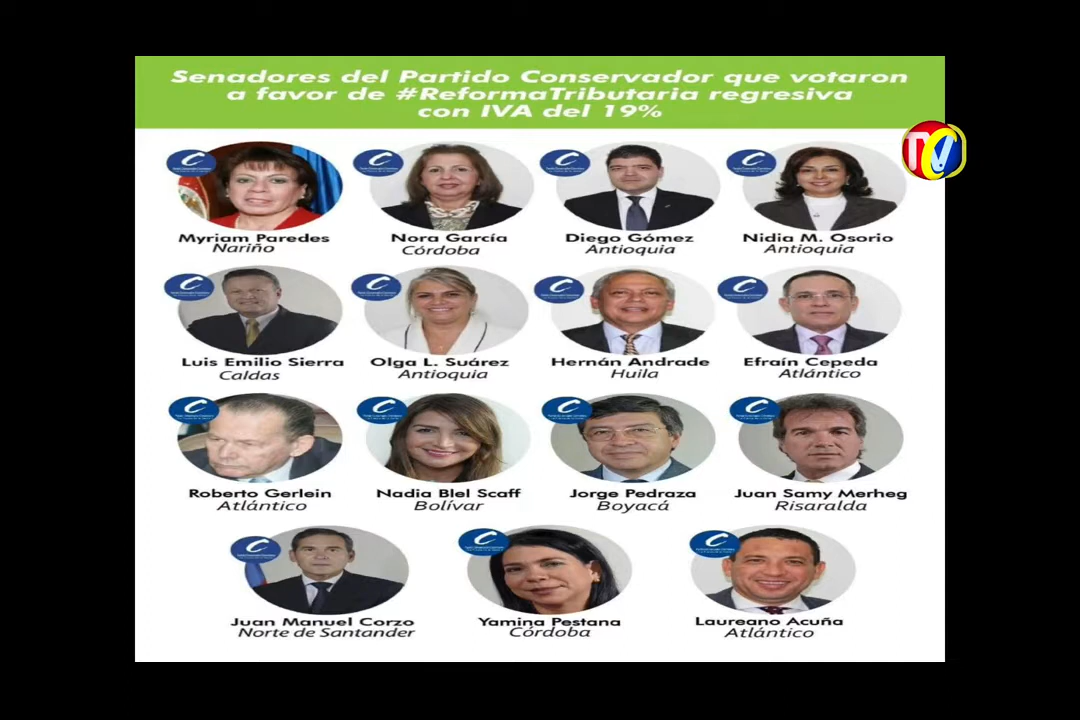 Senadores del Partido Conservador que votaron
a favor de #ReformaTributaria regresiva
con IVA del 19%
Myriam Paredes
Nariño
Nora García
Córdoba
Diego Gómez
Antioquia
Nidia M. Osorio
Antioquia
Luis Emilio Sierra
Caldas
Olga L. Suárez
Antioquia
Hernán Andrade
Huila
Efraín Cepeda
Atlántico
Roberto Gerlein
Atlántico
Nadia Blel Scaff
Bolívar
Jorge Pedraza
Boyacá
Juan Samy Merheg
Risaralda
Juan Manuel Corzo
Norte de Santander
Yamina Pestana
Córdoba
Laureano Acuña
Atlántico